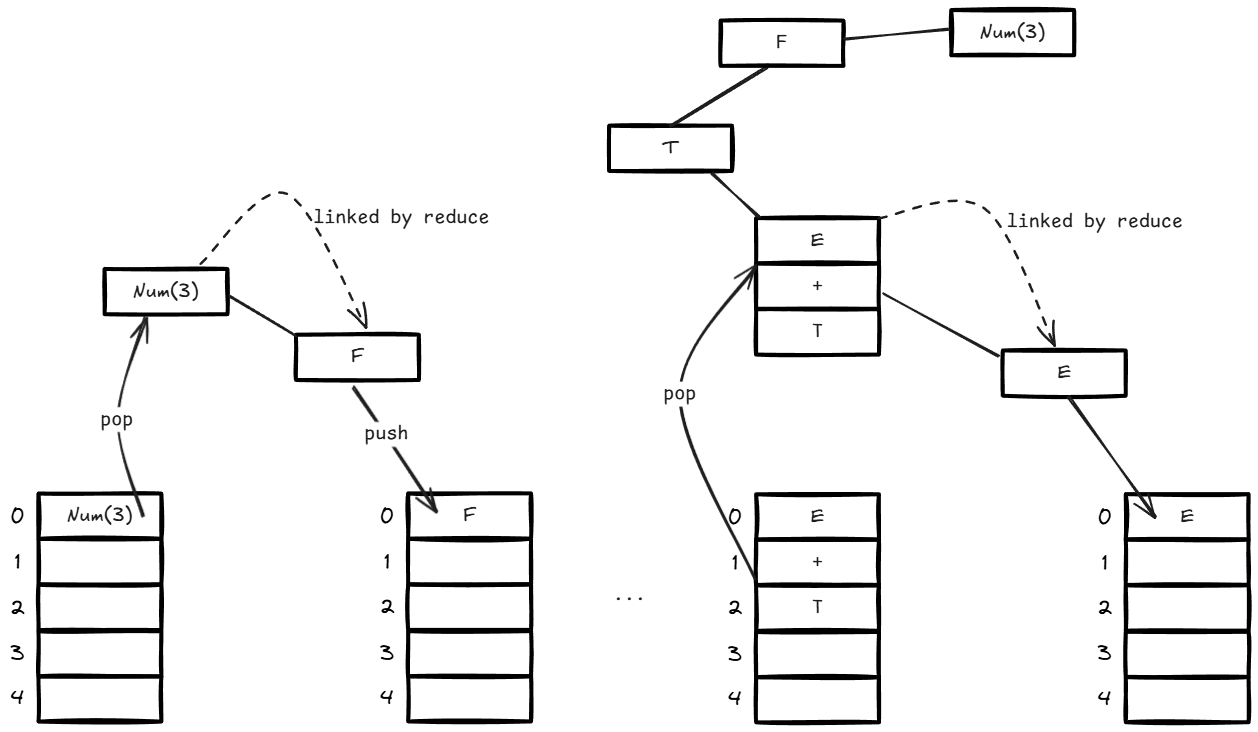 F
Num(3)
T
linked by reduce
Num(3)
F
pop
push
0 Num(3)
1
2
3
4
0 F
1
2
3
4
...
E
+
T
linked by reduce
E
pop
0 E
1 +
2 T
3
4
0 E
1
2
3
4